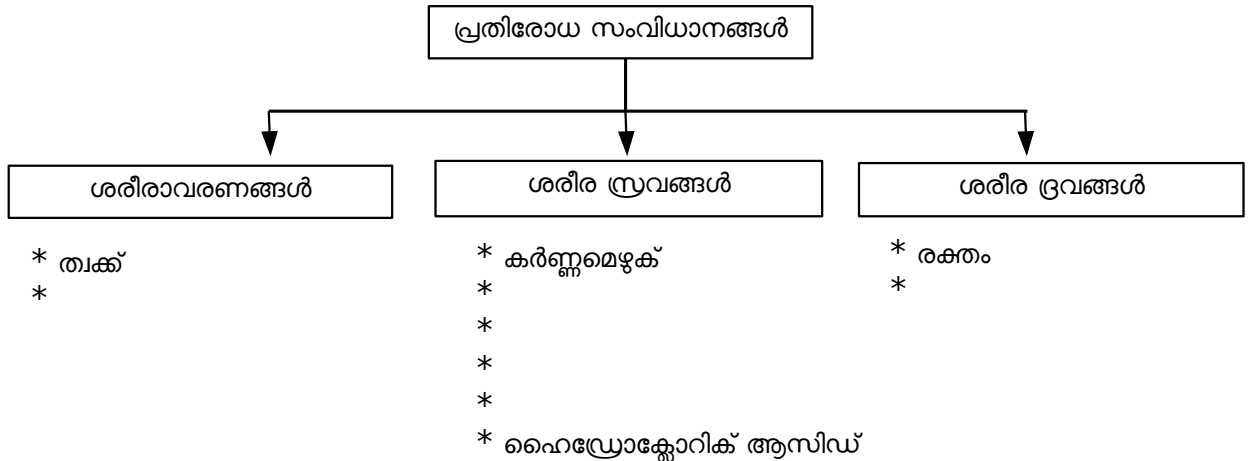 പ്രതിരോധ സംവിധാനങ്ങൾ
ശരീരാവരണങ്ങൾ
* ത്വക്ക്
*
ശരീര സ്രവങ്ങൾ
* കർണ്ണമെഴുക്
*
*
*
*
* ഹൈഡ്രോക്ലോറിക് ആസിഡ്
ശരീര ദ്രവങ്ങൾ
* രക്തം
*